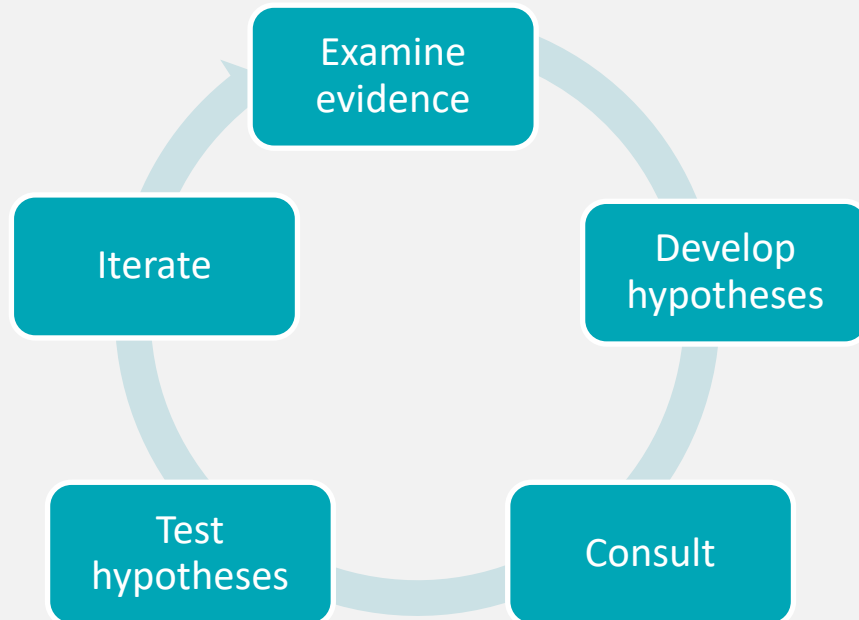 Examine
evidence
Develop
hypotheses
Consult
Test
hypotheses
Iterate